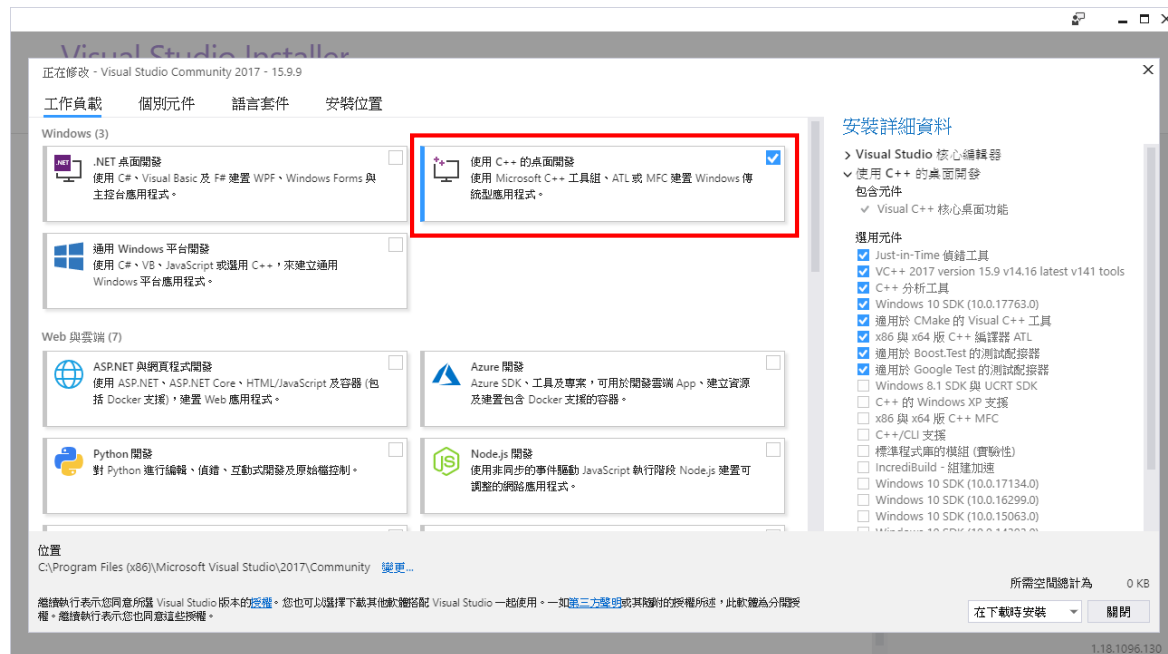 Visual Studio Installer
正在修改 - Visual Studio Community 2017 - 15.9.9
工作負載 個別元件 語言套件 安裝位置
Windows (3)
.NET
.NET 桌面開發
使用 C#、Visual Basic 及 F# 建置 WPF、Windows Forms 與
主控台應用程式。
使用 C++ 的桌面開發
使用 Microsoft C++ 工具組、ATL 或 MFC 建置 Windows 傳
統型應用程式。
通用 Windows 平台開發
使用 C#、VB、JavaScript 或選用 C++，來建立通用
Windows 平台應用程式。
Web 與雲端 (7)
ASP.NET 與網頁程式開發
使用 ASP.NET、ASP.NET Core、HTML/JavaScript 及容器 (包
括 Docker 支援)，建置 Web 應用程式。
Azure 開發
Azure SDK、工具及專案，可用於開發雲端 App、建立資源
及建置包含 Docker 支援的容器。
Python 開發
對 Python 進行編輯、偵錯、互動式開發及原始檔控制。
JS
Node.js 開發
使用非同步的事件驅動 JavaScript 執行階段 Node.js 建置可
調整的網路應用程式。
安裝詳細資料
Visual Studio 核心編輯器
使用 C++ 的桌面開發
包含元件
Visual C++ 核心桌面功能
選用元件
Just-in-Time 偵錯工具
VC++ 2017 version 15.9 v14.16 latest v141 tools
C++ 分析工具
Windows 10 SDK (10.0.17763.0)
適用於 CMake 的 Visual C++ 工具
x86 與 x64 版 C++ 編譯器 ATL
適用於 Boost.Test 的測試配接器
適用於 Google Test 的測試配接器
Windows 8.1 SDK 與 UCRT SDK
C++ 的 Windows XP 支援
x86 與 x64 版 C++ MFC
C++/CLI 支援
標準程式庫的模組 (實驗性)
IncrediBuild - 組建加速
Windows 10 SDK (10.0.17134.0)
Windows 10 SDK (10.0.16299.0)
Windows 10 SDK (10.0.15063.0)
位置
C:\Program Files (x86)\Microsoft Visual Studio\2017\Community 變更...
繼續執行表示您同意所選 Visual Studio 版本的授權。您也可以選擇下載其他軟體搭配 Visual Studio 一起使用。一如第三方聲明或其隨附的授權所述，此軟體為分開授
權。繼續執行表示您也同意這些授權。
所需空間總計為 0 KB
在下載時安裝 關閉
1.18.1096.130